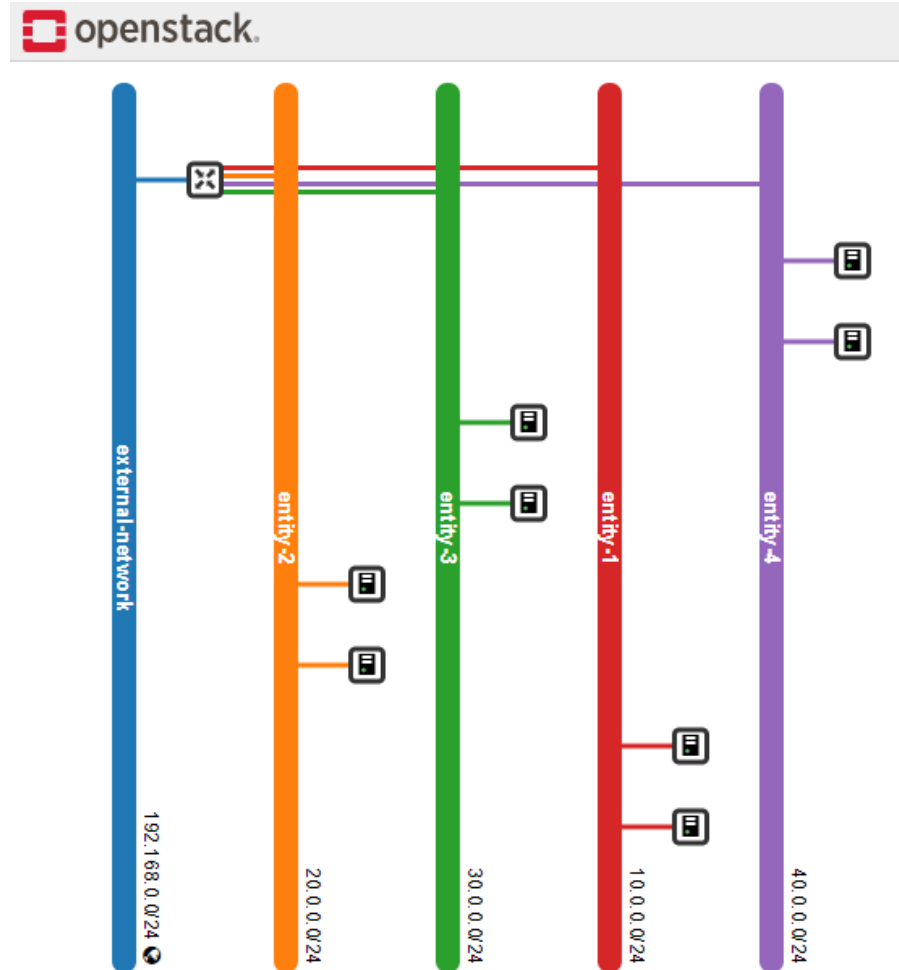 openstack.
external-network
192.168.0.0/24
entity-2
20.0.0.0/24
entity-3
30.0.0.0/24
entity-1
10.0.0.0/24
entity-4
40.0.0.0/24